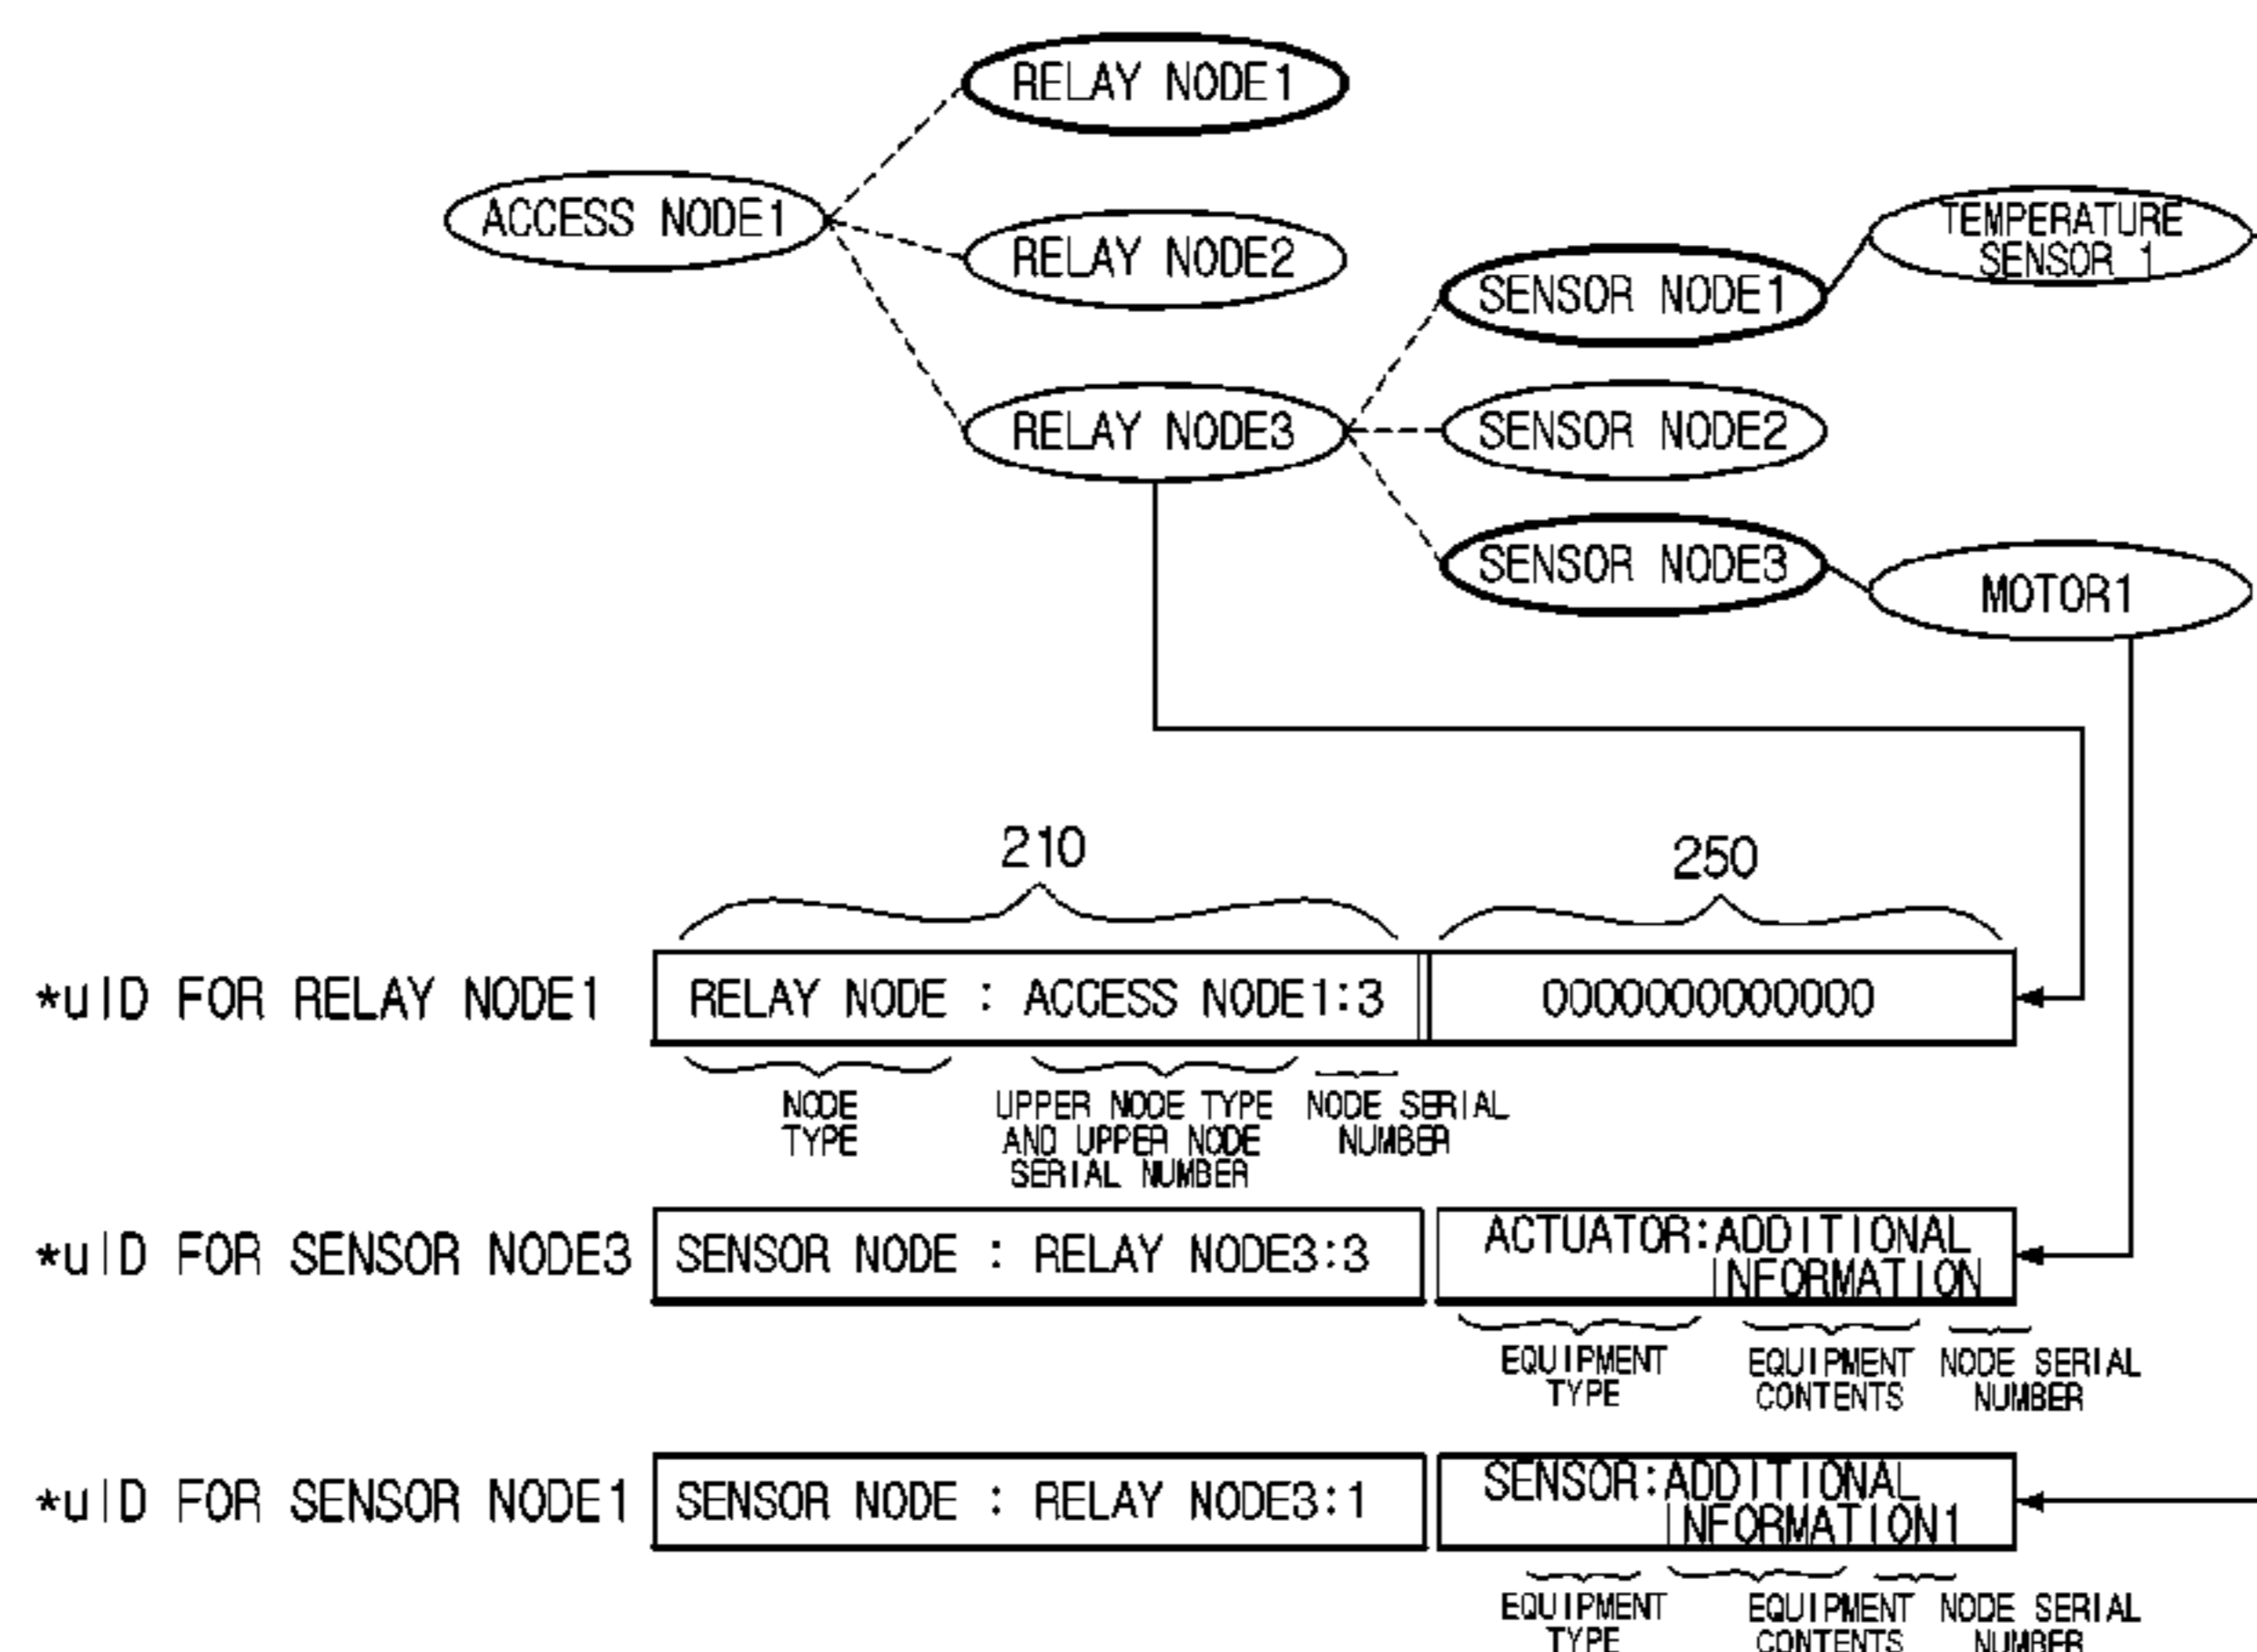 RELAY NODE1
ACCESS NODE1
RELAY NODE2
TEMPERATURE
SENSOR 1
SENSOR NODE1
RELAY NODE3
SENSOR NODE2
SENSOR NODE3
MOTOR1
210
250
*uID FOR RELAY NODE1
RELAY NODE : ACCESS NODE1:3
0000000000000
NODE
TYPE
UPPER NODE TYPE
AND UPPER NODE
SERIAL NUMBER
NODE SERIAL
NUMBER
*uID FOR SENSOR NODE3
SENSOR NODE : RELAY NODE3:3
ACTUATOR:ADDITIONAL
INFORMATION
EQUIPMENT
TYPE
EQUIPMENT
CONTENTS
NODE SERIAL
NUMBER
*uID FOR SENSOR NODE1
SENSOR NODE : RELAY NODE3:1
SENSOR:ADDITIONAL
INFORMATION1
EQUIPMENT
TYPE
EQUIPMENT
CONTENTS
NODE SERIAL
NUMBER